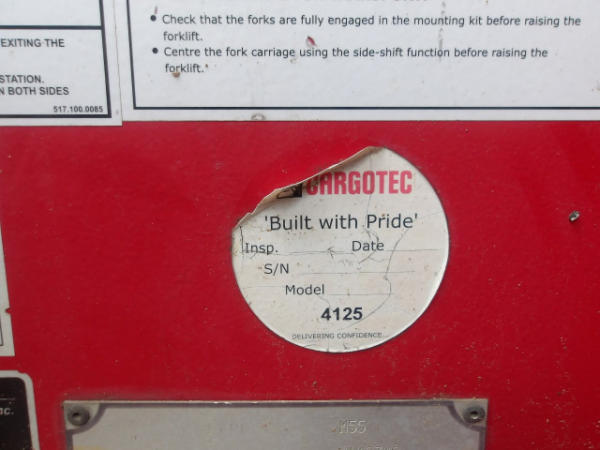 • Check that the forks are fully engaged in the mounting kit before raising the
forklift.
• Centre the fork carriage using the side-shift function before raising the
forklift.
EXITING THE
STATION.
BOTH SIDES
517.100.0085
CARGOTEC
'Built with Pride'
Insp. Date
S/N
Model
4125
DELIVERING CONFIDENCE
M55